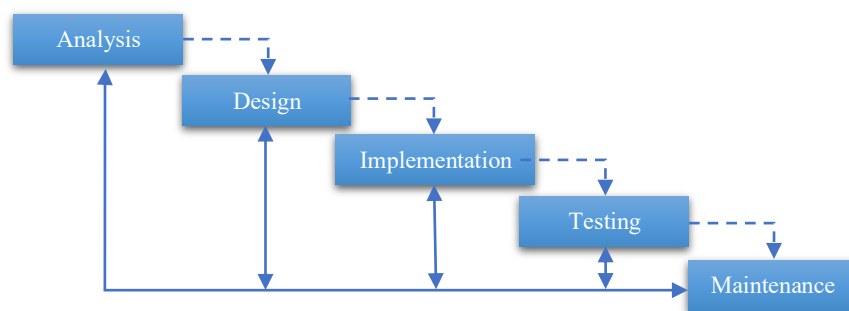 Analysis
Design
Implementation
Testing
Maintenance